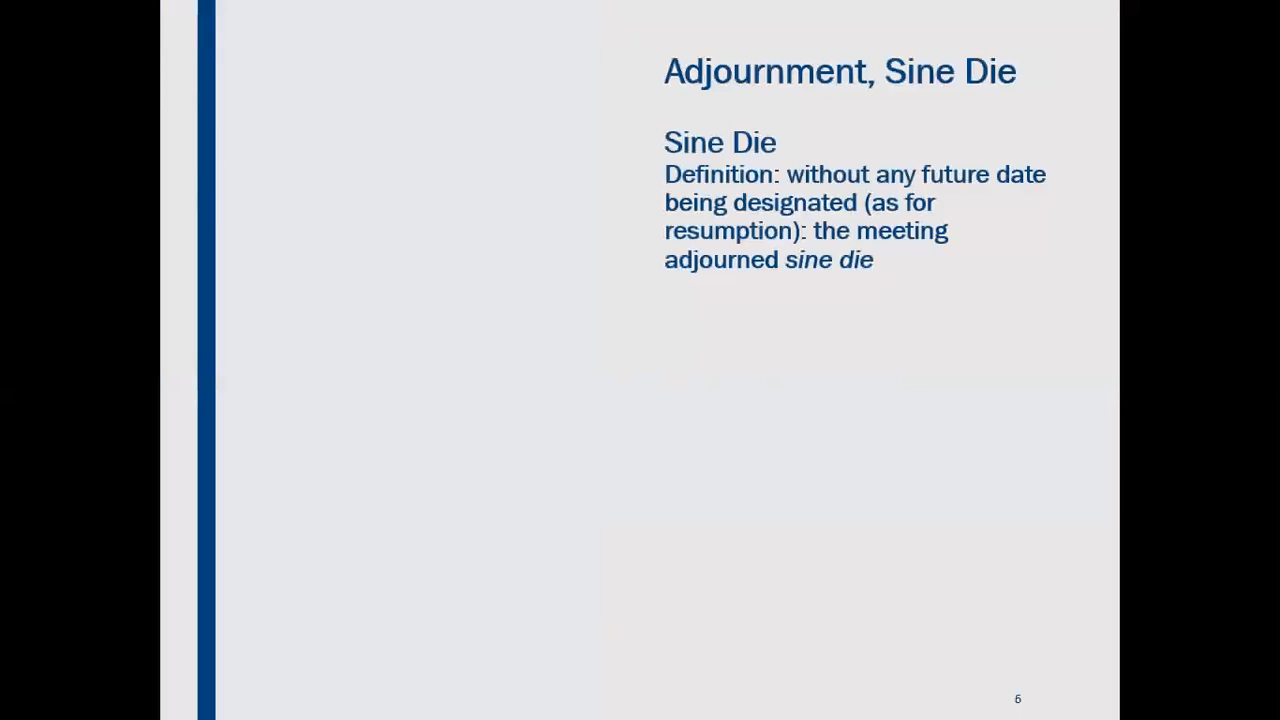 Adjournment, Sine Die
Sine Die
Definition: without any future date
being designated (as for
resumption): the meeting
adjourned sine die
6